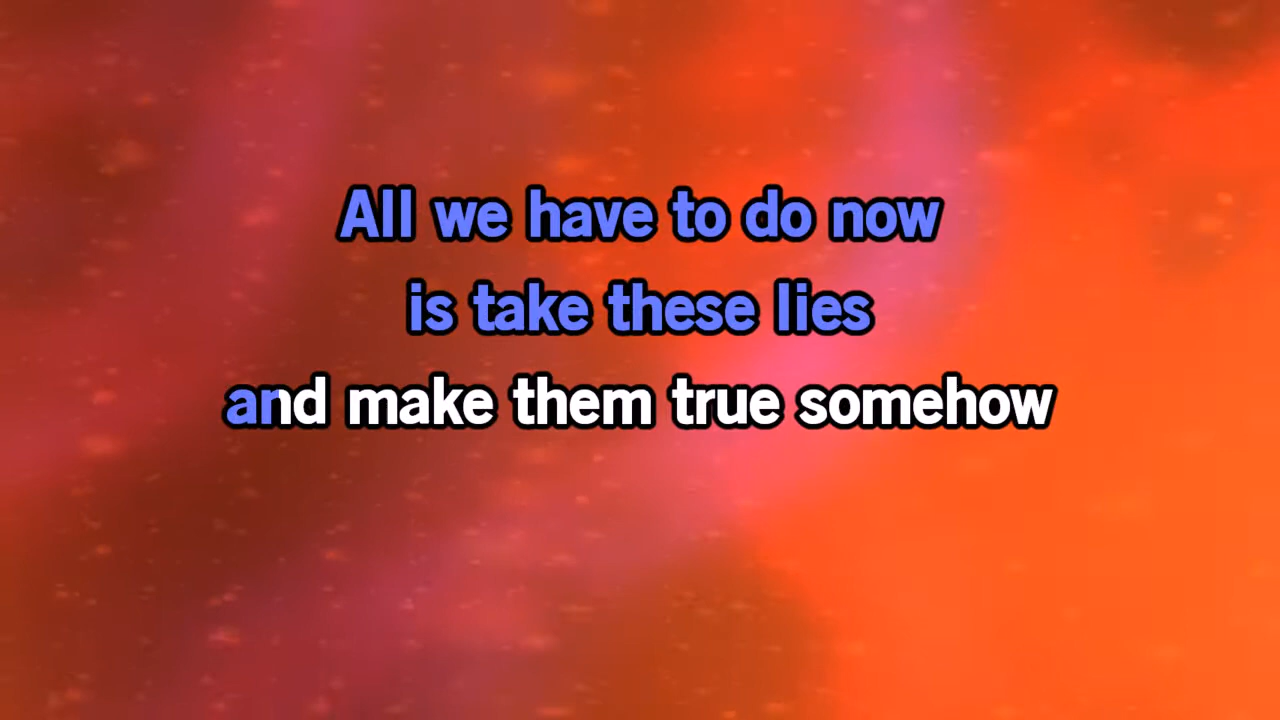 All we have to do now
is take these lies
and make them true somehow